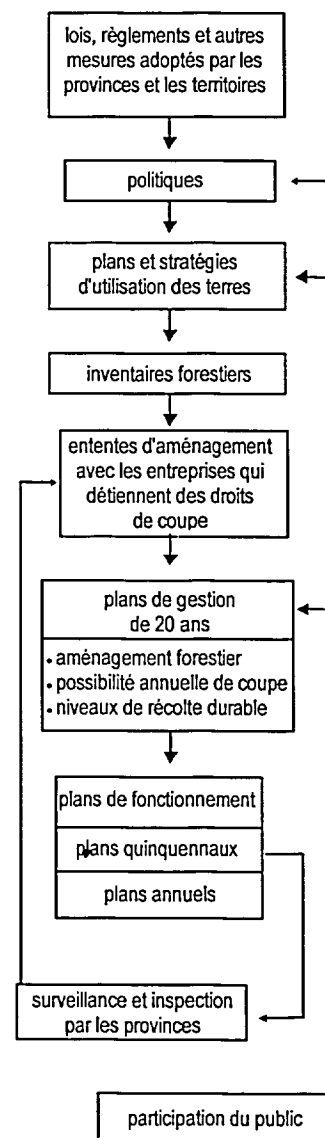 lois, règlements et autres
mesures adoptés par les
provinces et les territoires
politiques
plans et stratégies
d'utilisation des terres
inventaires forestiers
ententes d'aménagement
avec les entreprises qui
détiennent des droits
de coupe
plans de gestion
de 20 ans
• aménagement forestier
• possibilité annuelle de coupe
• niveaux de récolte durable
plans de fonctionnement
plans quinquennaux
plans annuels
surveillance et inspection
par les provinces
participation du public